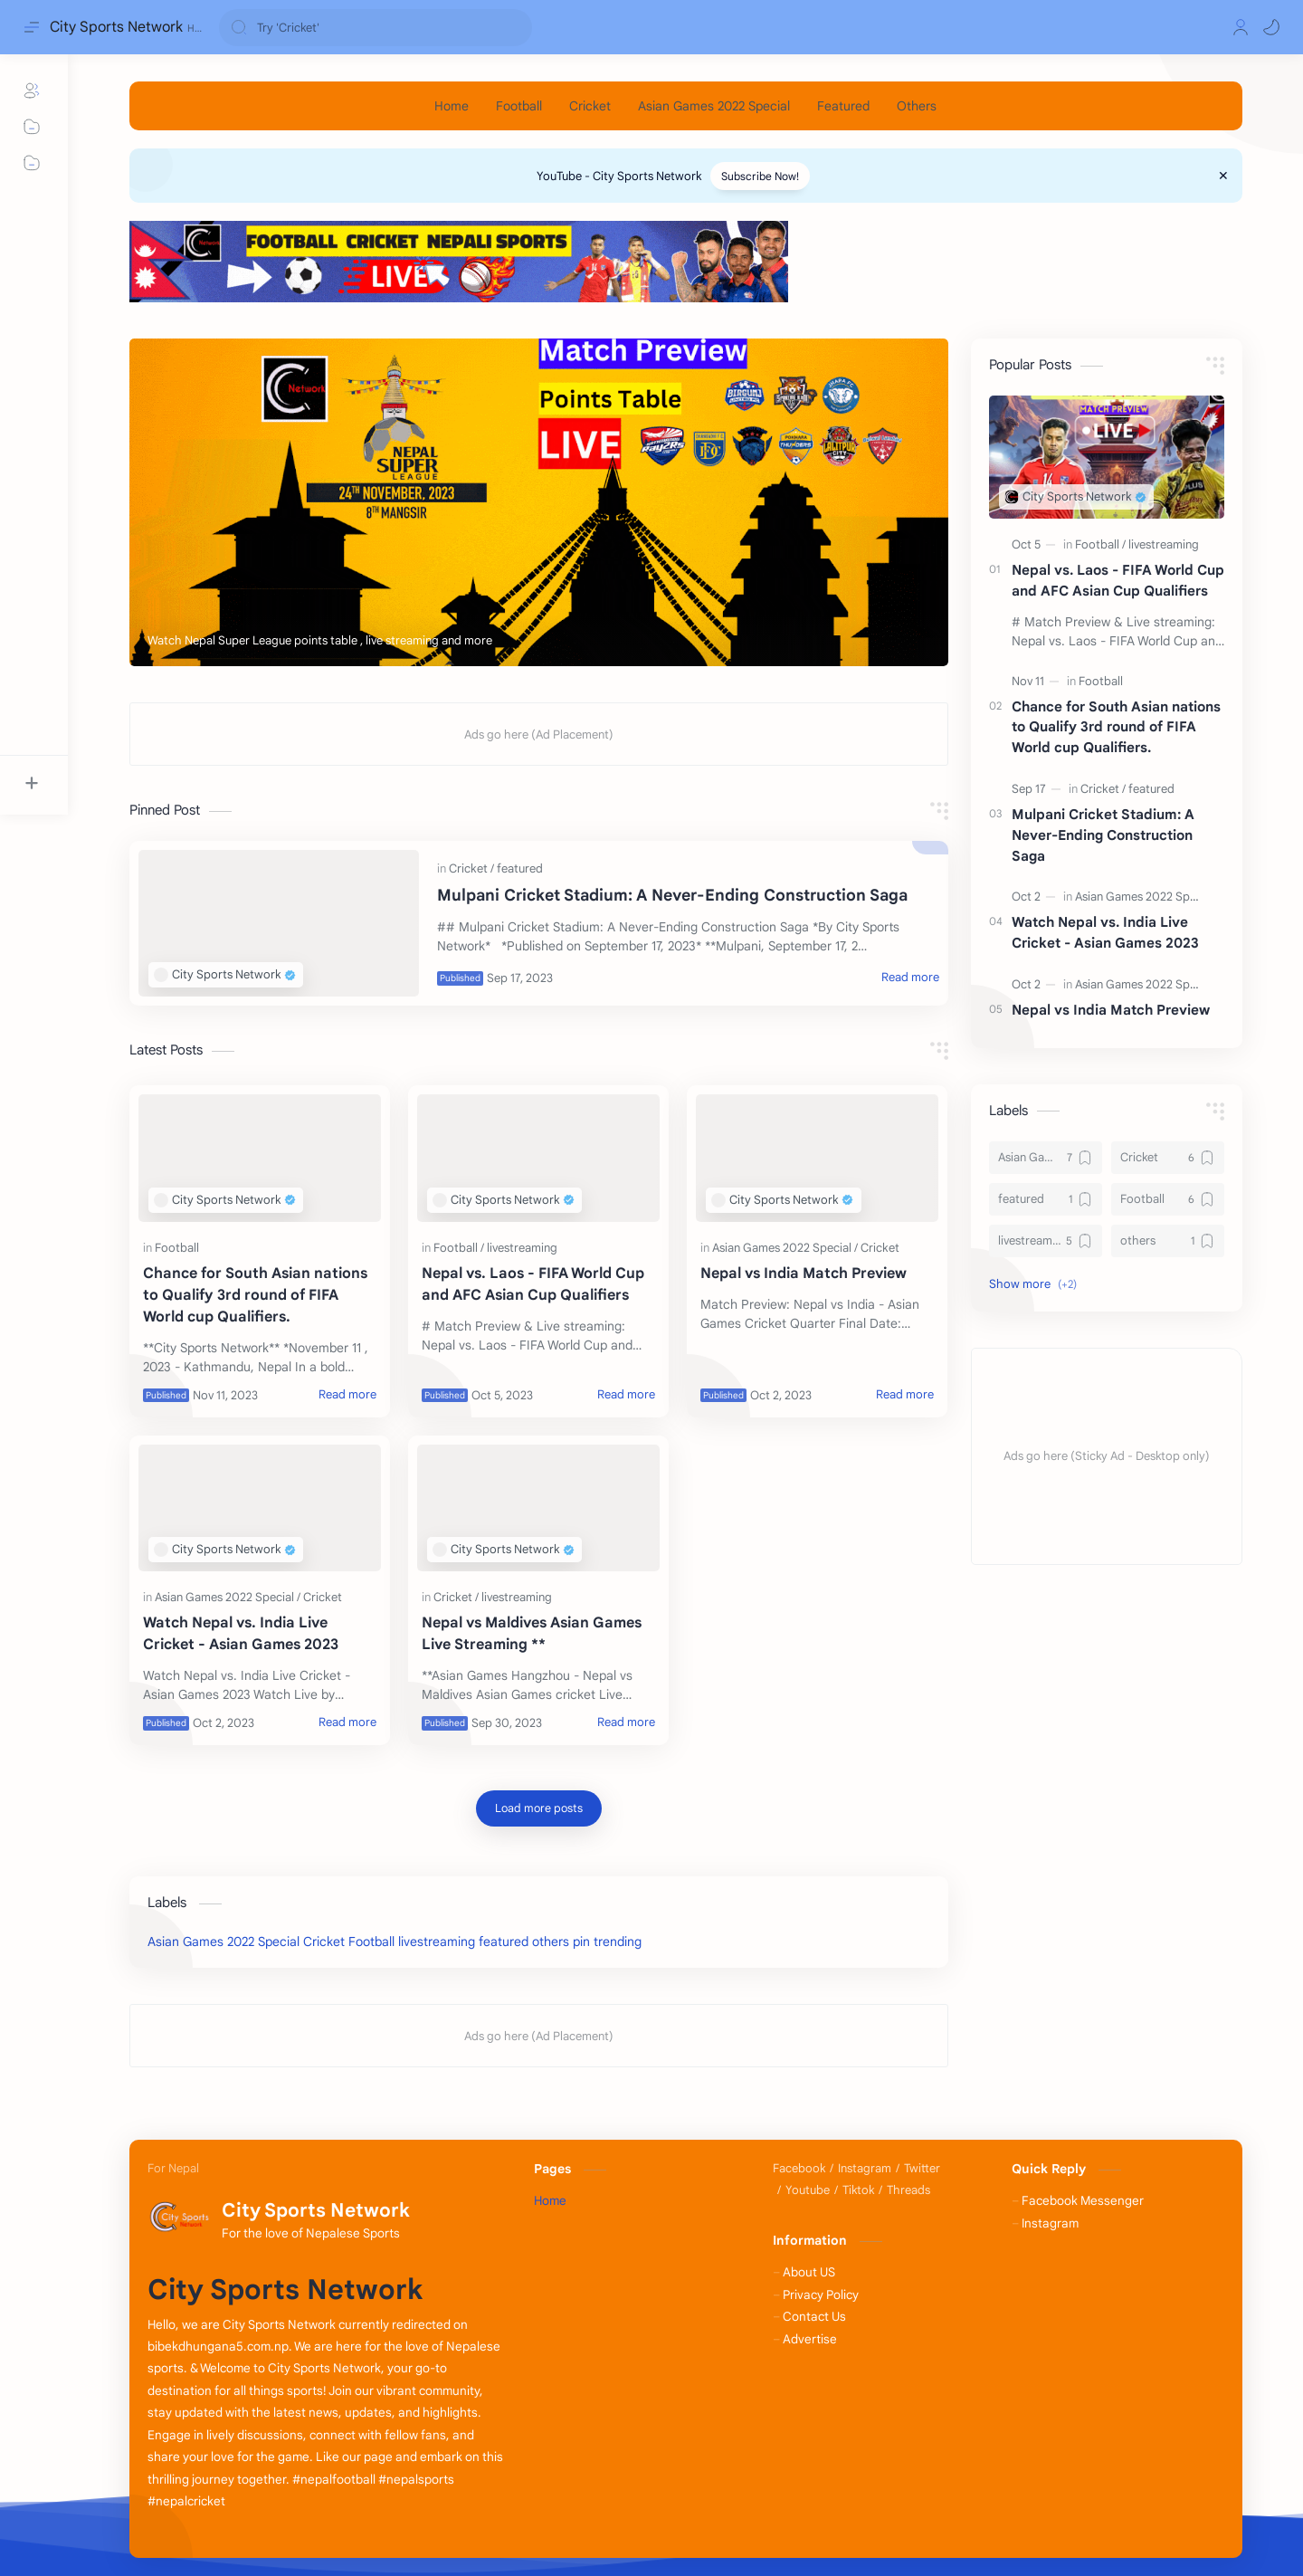 City Sports Network H...
Try 'Cricket'
Home Football Cricket Asian Games 2022 Special Featured Others
YouTube - City Sports Network Subscribe Now!
C Network
FOOTBALL CRICKET NEPALI SPORTS
LIVE
C Network
Match Preview
Points Table
LIVE
NEPAL
SUPER
LEAGUE
24TH NOVEMBER, 2023
8TH MANGSIR
Watch Nepal Super League points table , live streaming and more
Ads go here (Ad Placement)
Pinned Post
City Sports Network
in Cricket / featured
Mulpani Cricket Stadium: A Never-Ending Construction Saga
## Mulpani Cricket Stadium: A Never-Ending Construction Saga *By City Sports
Network* *Published on September 17, 2023* **Mulpani, September 17, 2...
Published Sep 17, 2023 Read more
Latest Posts
City Sports Network
in Football
Chance for South Asian nations
to Qualify 3rd round of FIFA
World cup Qualifiers.
**City Sports Network** *November 11 ,
2023 - Kathmandu, Nepal In a bold...
Published Nov 11, 2023 Read more
City Sports Network
in Football / livestreaming
Nepal vs. Laos - FIFA World Cup
and AFC Asian Cup Qualifiers
# Match Preview & Live streaming:
Nepal vs. Laos - FIFA World Cup and...
Published Oct 5, 2023 Read more
City Sports Network
in Asian Games 2022 Special / Cricket
Nepal vs India Match Preview
Match Preview: Nepal vs India - Asian
Games Cricket Quarter Final Date:...
Published Oct 2, 2023 Read more
City Sports Network
in Asian Games 2022 Special / Cricket
Watch Nepal vs. India Live
Cricket - Asian Games 2023
Watch Nepal vs. India Live Cricket -
Asian Games 2023 Watch Live by...
Published Oct 2, 2023 Read more
City Sports Network
in Cricket / livestreaming
Nepal vs Maldives Asian Games
Live Streaming **
**Asian Games Hangzhou - Nepal vs
Maldives Asian Games cricket Live...
Published Sep 30, 2023 Read more
Load more posts
Labels
Asian Games 2022 Special Cricket Football livestreaming featured others pin trending
Ads go here (Ad Placement)
Popular Posts
MATCH PREVIEW
LIVE
City Sports Network
Oct 5 in Football / livestreaming
01 Nepal vs. Laos - FIFA World Cup
and AFC Asian Cup Qualifiers
# Match Preview & Live streaming:
Nepal vs. Laos - FIFA World Cup an...
Nov 11 in Football
02 Chance for South Asian nations
to Qualify 3rd round of FIFA
World cup Qualifiers.
Sep 17 in Cricket / featured
03 Mulpani Cricket Stadium: A
Never-Ending Construction
Saga
Oct 2 in Asian Games 2022 Sp...
04 Watch Nepal vs. India Live
Cricket - Asian Games 2023
Oct 2 in Asian Games 2022 Sp...
05 Nepal vs India Match Preview
Labels
Asian Ga... 7 Cricket 6
featured 1 Football 6
livestream... 5 others 1
Show more (+2)
Ads go here (Sticky Ad - Desktop only)
For Nepal
City Sports
Network
City Sports Network
For the love of Nepalese Sports
City Sports Network
Hello, we are City Sports Network currently redirected on
bibekdhungana5.com.np. We are here for the love of Nepalese
sports. & Welcome to City Sports Network, your go-to
destination for all things sports! Join our vibrant community,
stay updated with the latest news, updates, and highlights.
Engage in lively discussions, connect with fellow fans, and
share your love for the game. Like our page and embark on this
thrilling journey together. #nepalfootball #nepalsports
#nepalcricket
Pages
Home
Facebook / Instagram / Twitter
/ Youtube / Tiktok / Threads
Information
About US
Privacy Policy
Contact Us
Advertise
Quick Reply
Facebook Messenger
Instagram